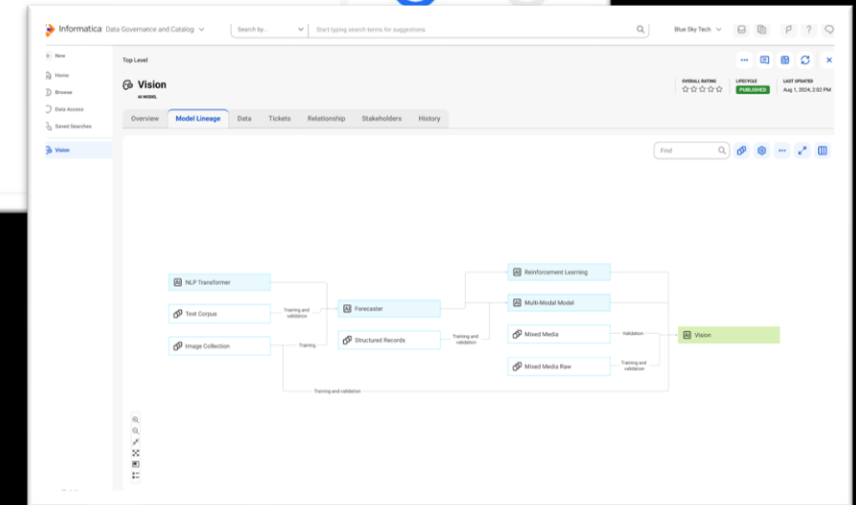 Informatica Data Governance and Catalog
Search by...
Start typing search terms for suggestions.
Blue Sky Tech
?
New
Home
Browse
Data Access
Saved Searches
Vision
Top Level
Vision
AI MODEL
OVERALL RATING
LIFECYCLE
PUBLISHED
LAST UPDATED
Aug 1, 2024, 2:02 PM
Overview
Model Lineage
Data
Tickets
Relationship
Stakeholders
History
Find
NLP Transformer
Text Corpus
Image Collection
Training and
validation
Training
Training and validation
Forecaster
Structured Records
Training and
validation
Reinforcement Learning
Multi-Modal Model
Mixed Media
Mixed Media Raw
Validation
Training and
validation
Vision